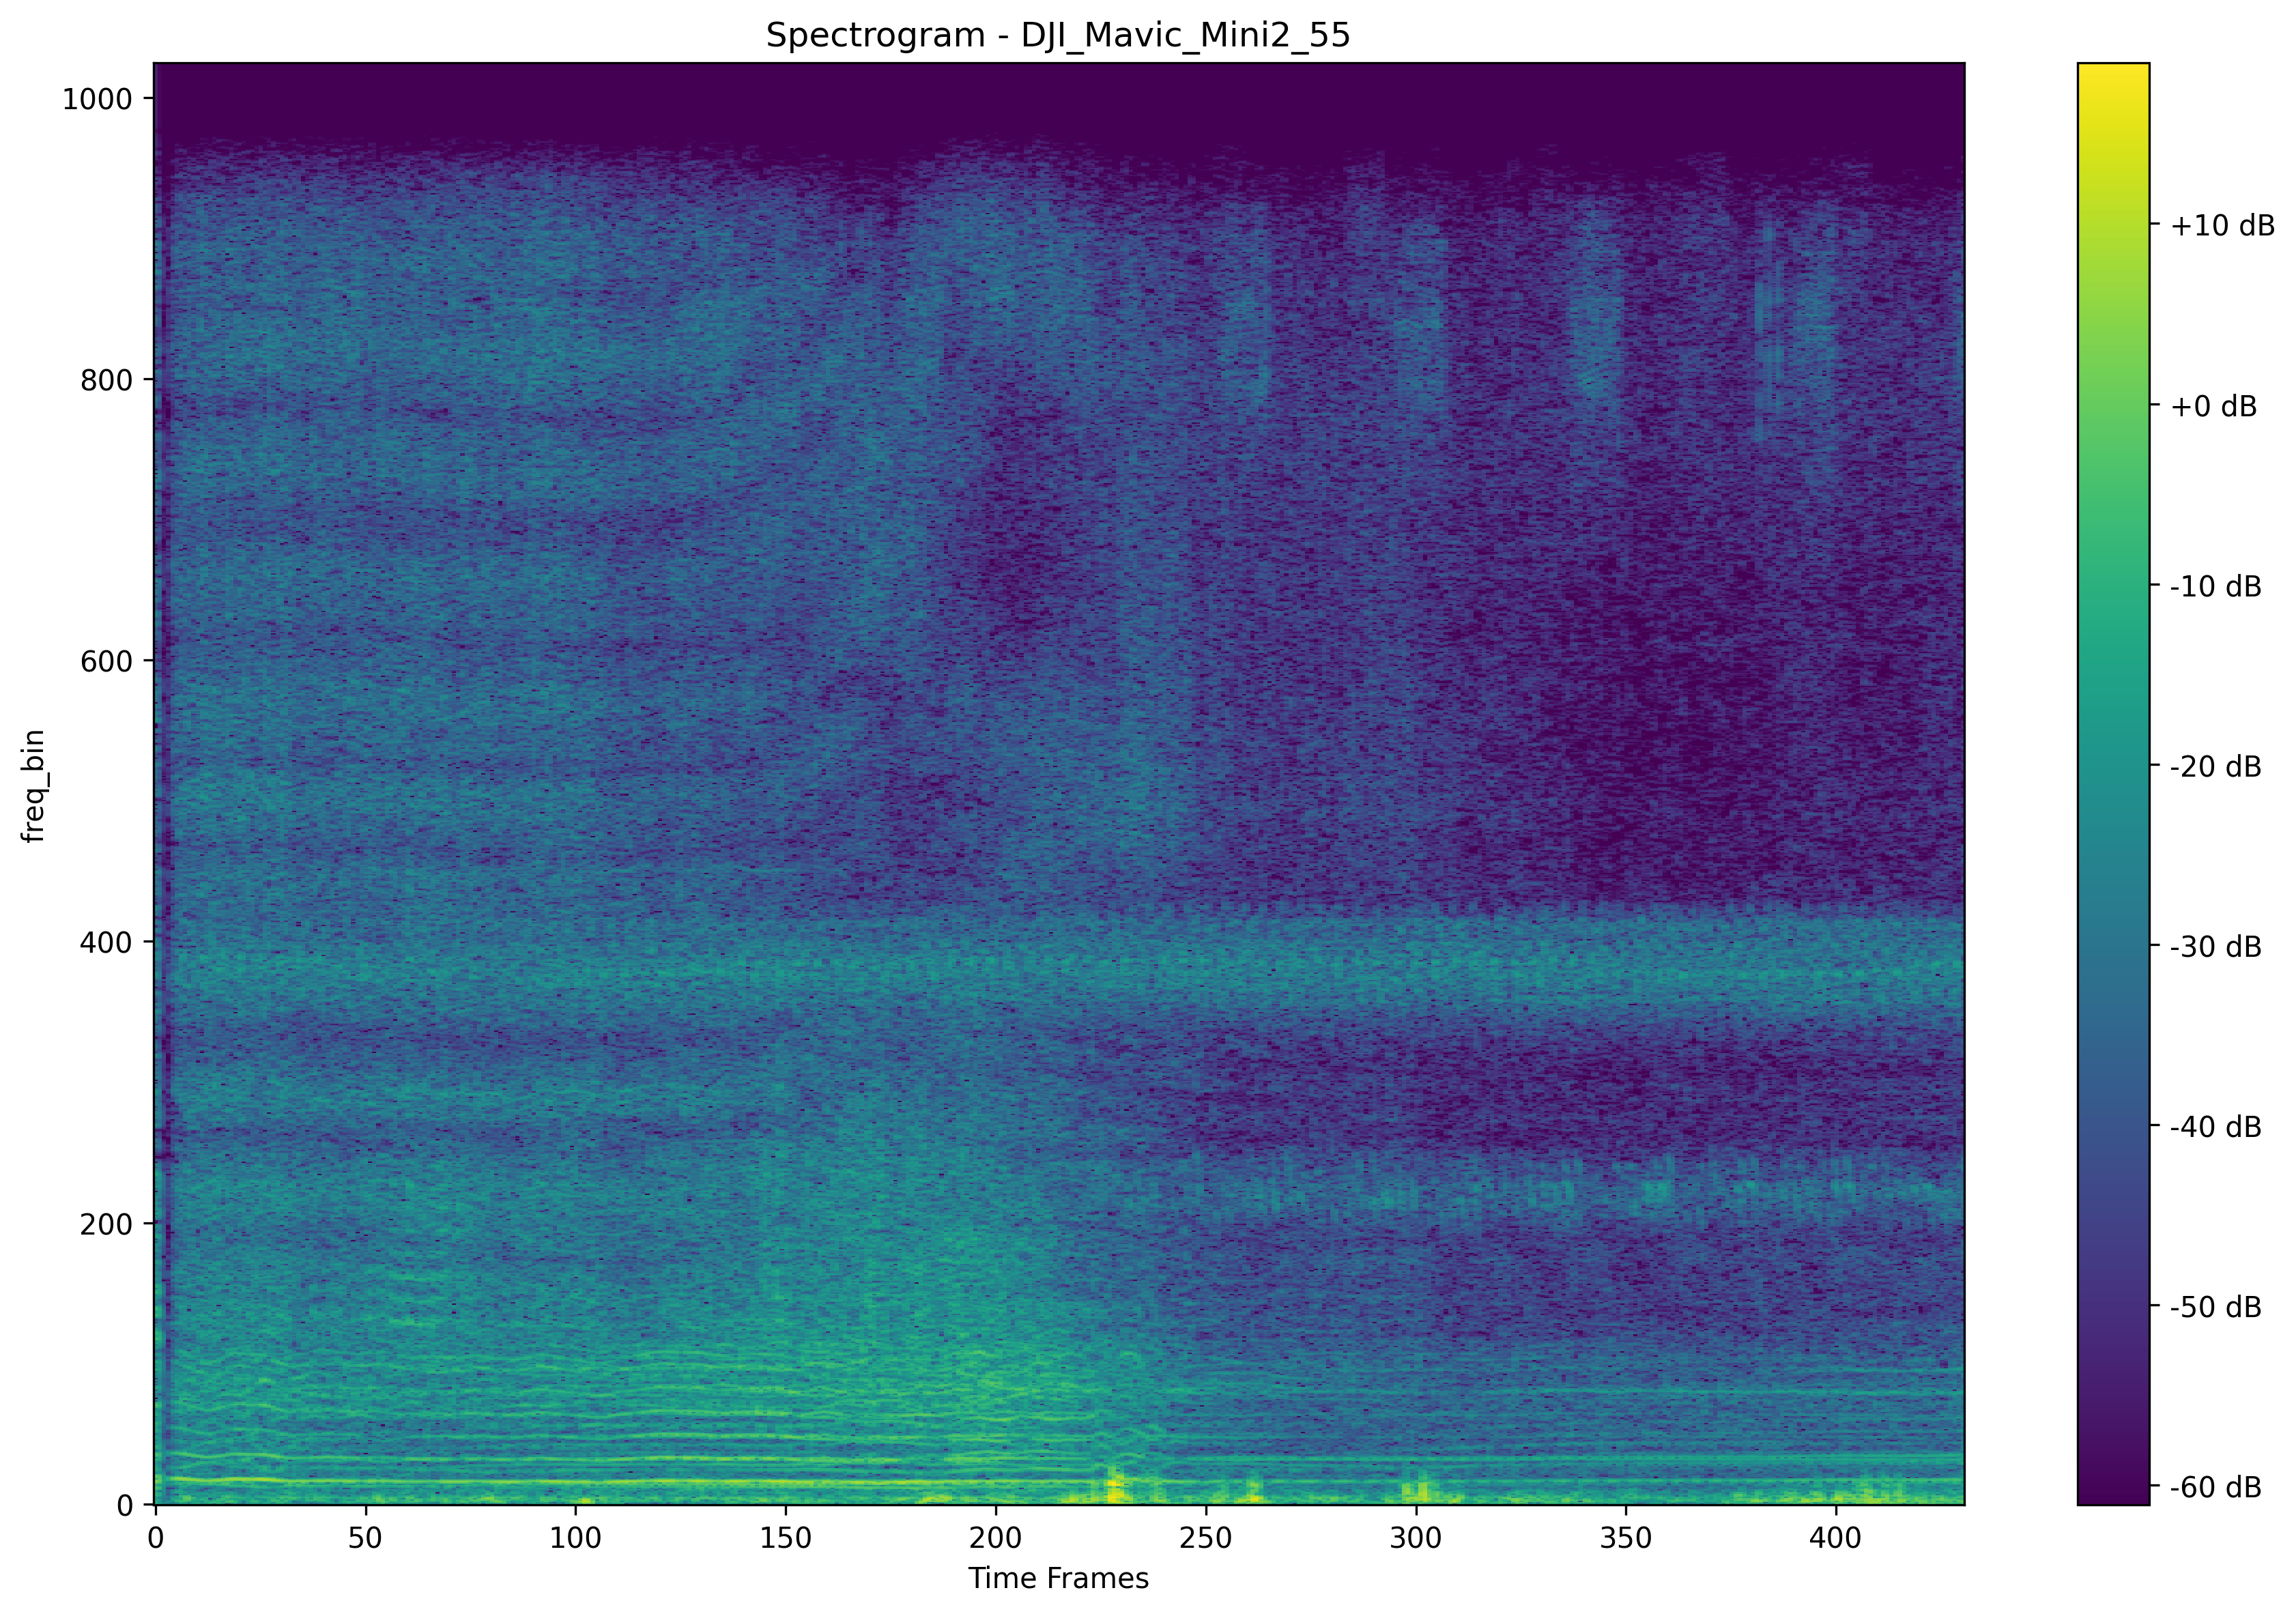 Spectrogram - DJI_Mavic_Mini2_55
1000
800
600
400
200
0
freq_bin
0 50 100 150 200 250 300 350 400
Time Frames
+10 dB
+0 dB
-10 dB
-20 dB
-30 dB
-40 dB
-50 dB
-60 dB